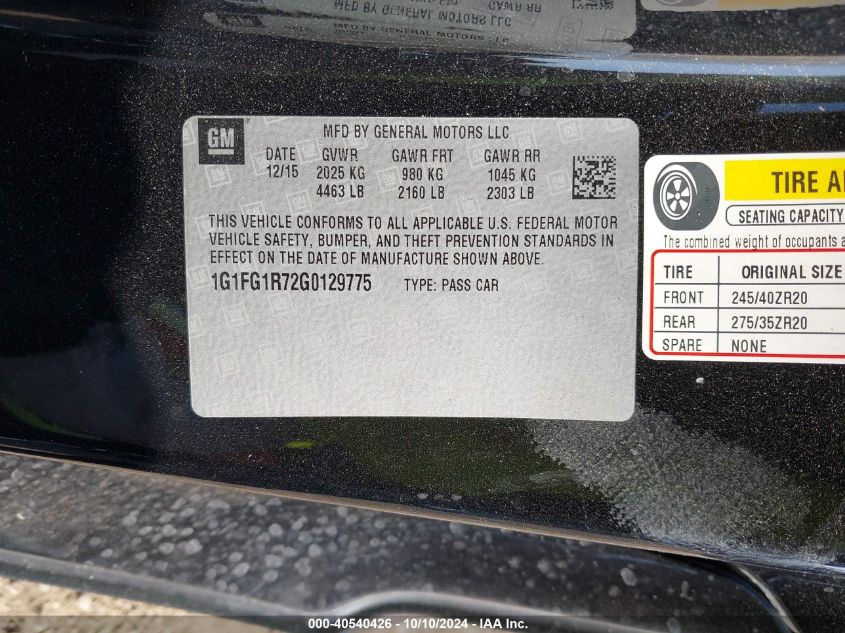 GM
MFD BY GENERAL MOTORS LLC
DATE GVWR GAWR FRT GAWR RR
12/15 2025 KG 980 KG 1045 KG
4463 LB 2160 LB 2303 LB
THIS VEHICLE CONFORMS TO ALL APPLICABLE U.S. FEDERAL MOTOR
VEHICLE SAFETY, BUMPER, AND THEFT PREVENTION STANDARDS IN
EFFECT ON THE DATE OF MANUFACTURE SHOWN ABOVE.
1G1FG1R72G0129775 TYPE: PASS CAR
TIRE A
SEATING CAPACITY
The combined weight of occupants a
TIRE ORIGINAL SIZE
FRONT 245/40ZR20
REAR 275/35ZR20
SPARE NONE
000-40540426 - 10/10/2024 - IAA Inc.